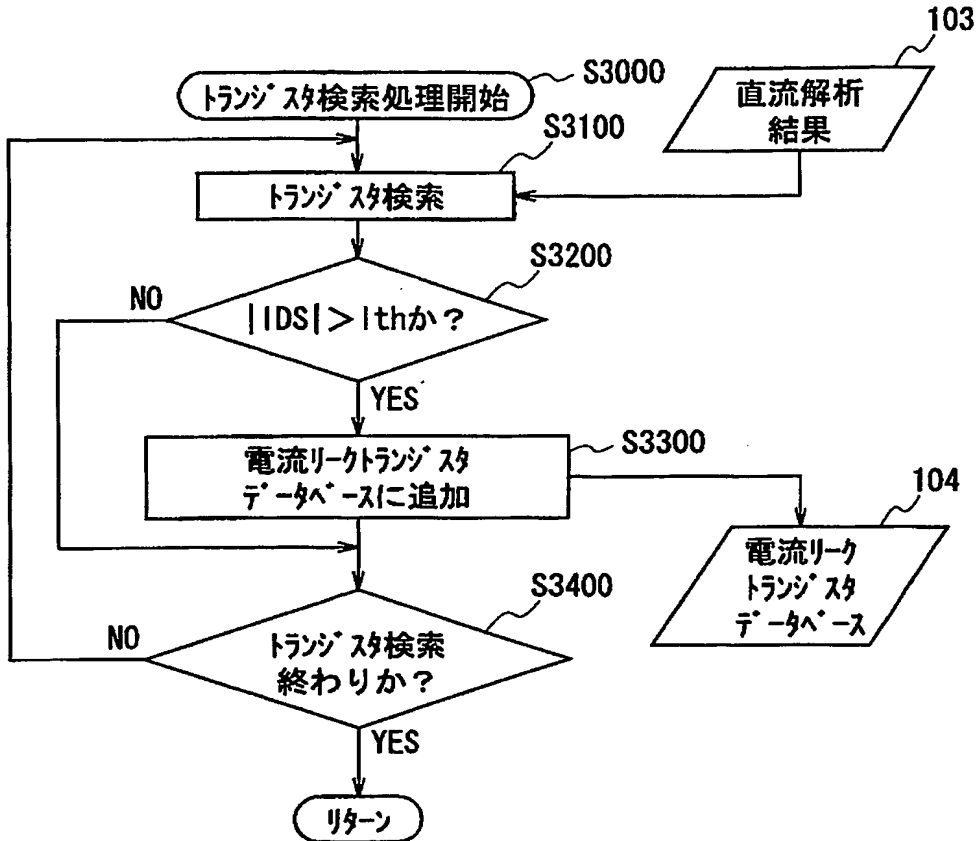 103
S3000
トランジスタ検索処理開始
直流解析
結果
S3100
トランジスタ検索
S3200
NO
|IDS|>Ithか?
YES
S3300
電流リークトランジスタ
データベースに追加
104
電流リーク
トランジスタ
データベース
S3400
NO
トランジスタ検索
終わりか?
YES
リターン